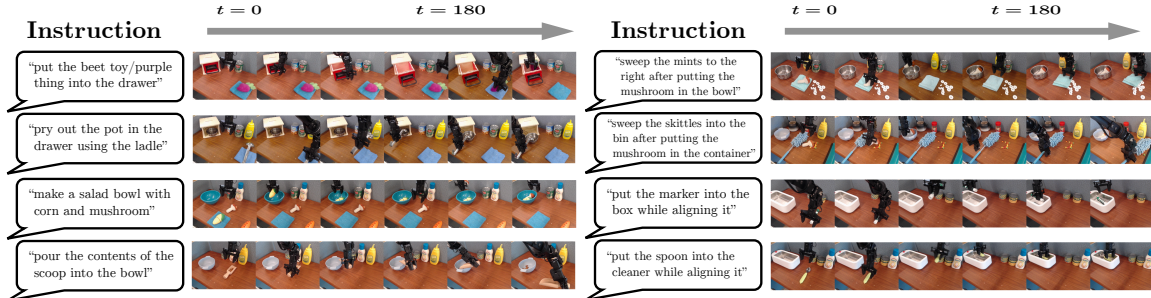 t = 0
t = 180
Instruction
“put the beet toy/purple
thing into the drawer”
“pry out the pot in the
drawer using the ladle”
“make a salad bowl with
corn and mushroom”
“pour the contents of the
scoop into the bowl”
t = 0
t = 180
Instruction
“sweep the mints to the
right after putting the
mushroom in the bowl”
“sweep the skittles into the
bin after putting the
mushroom in the container”
“put the marker into the
box while aligning it”
“put the spoon into the
cleaner while aligning it”